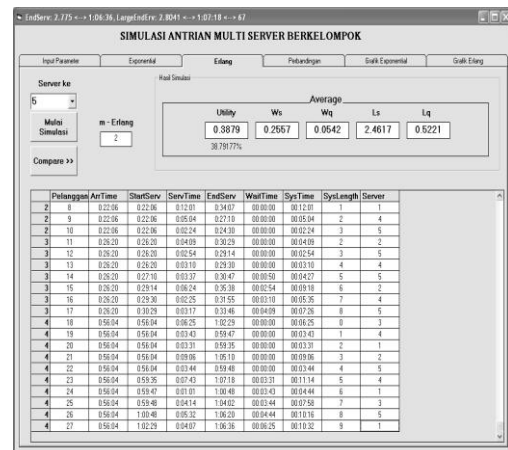 EndServ: 2.775 <--> 1:06:36, LargeEndErv: 2.8041 <--> 1:07:18 <--> 67
SIMULASI ANTRIAN MULTI SERVER BERKELOMPOK
Input Parameter Exponential Erlang Perbandingan Grafik Exponential Grafik Erlang
Server ke
5
Mulai Simulasi
m - Erlang
2
Compare >>
Hasil Simulasi
Average
Utility Ws Wq Ls Lq
0.3879 0.2557 0.0542 2.4617 0.5221
38.79177%
Pelanggan ArrTime StartServ ServTime EndServ WaitTime SysTime SysLength Server
2 8 0:22:06 0:22:06 0:12:01 0:34:07 00:00:00 00:12:01 1 1
2 9 0:22:06 0:22:06 0:05:04 0:27:10 00:00:00 00:05:04 2 4
2 10 0:22:06 0:22:06 0:02:24 0:24:30 00:00:00 00:02:24 3 5
3 11 0:26:20 0:26:20 0:04:09 0:30:29 00:00:00 00:04:09 2 2
3 12 0:26:20 0:26:20 0:02:54 0:29:14 00:00:00 00:02:54 3 5
3 13 0:26:20 0:26:20 0:03:10 0:29:30 00:00:00 00:03:10 4 4
3 14 0:26:20 0:27:10 0:03:37 0:30:47 00:00:50 00:04:27 5 5
3 15 0:26:20 0:29:14 0:06:24 0:35:38 00:02:54 00:09:18 6 2
3 16 0:26:20 0:29:30 0:02:25 0:31:55 00:03:10 00:05:35 7 4
3 17 0:26:20 0:30:29 0:03:17 0:33:46 00:04:09 00:07:26 8 5
4 18 0:56:04 0:56:04 0:06:25 1:02:29 00:00:00 00:06:25 0 3
4 19 0:56:04 0:56:04 0:03:43 0:59:47 00:00:00 00:03:43 1 4
4 20 0:56:04 0:56:04 0:03:31 0:59:35 00:00:00 00:03:31 2 1
4 21 0:56:04 0:56:04 0:09:06 1:05:10 00:00:00 00:09:06 3 2
4 22 0:56:04 0:56:04 0:03:44 0:59:48 00:00:00 00:03:44 4 5
4 23 0:56:04 0:59:35 0:07:43 1:07:18 00:03:31 00:11:14 5 4
4 24 0:56:04 0:59:47 0:01:01 1:00:48 00:03:43 00:04:44 6 1
4 25 0:56:04 0:59:48 0:04:14 1:04:02 00:03:44 00:07:58 7 3
4 26 0:56:04 1:00:48 0:05:32 1:06:20 00:04:44 00:10:16 8 5
4 27 0:56:04 1:02:29 0:04:07 1:06:36 00:06:25 00:10:32 9 1